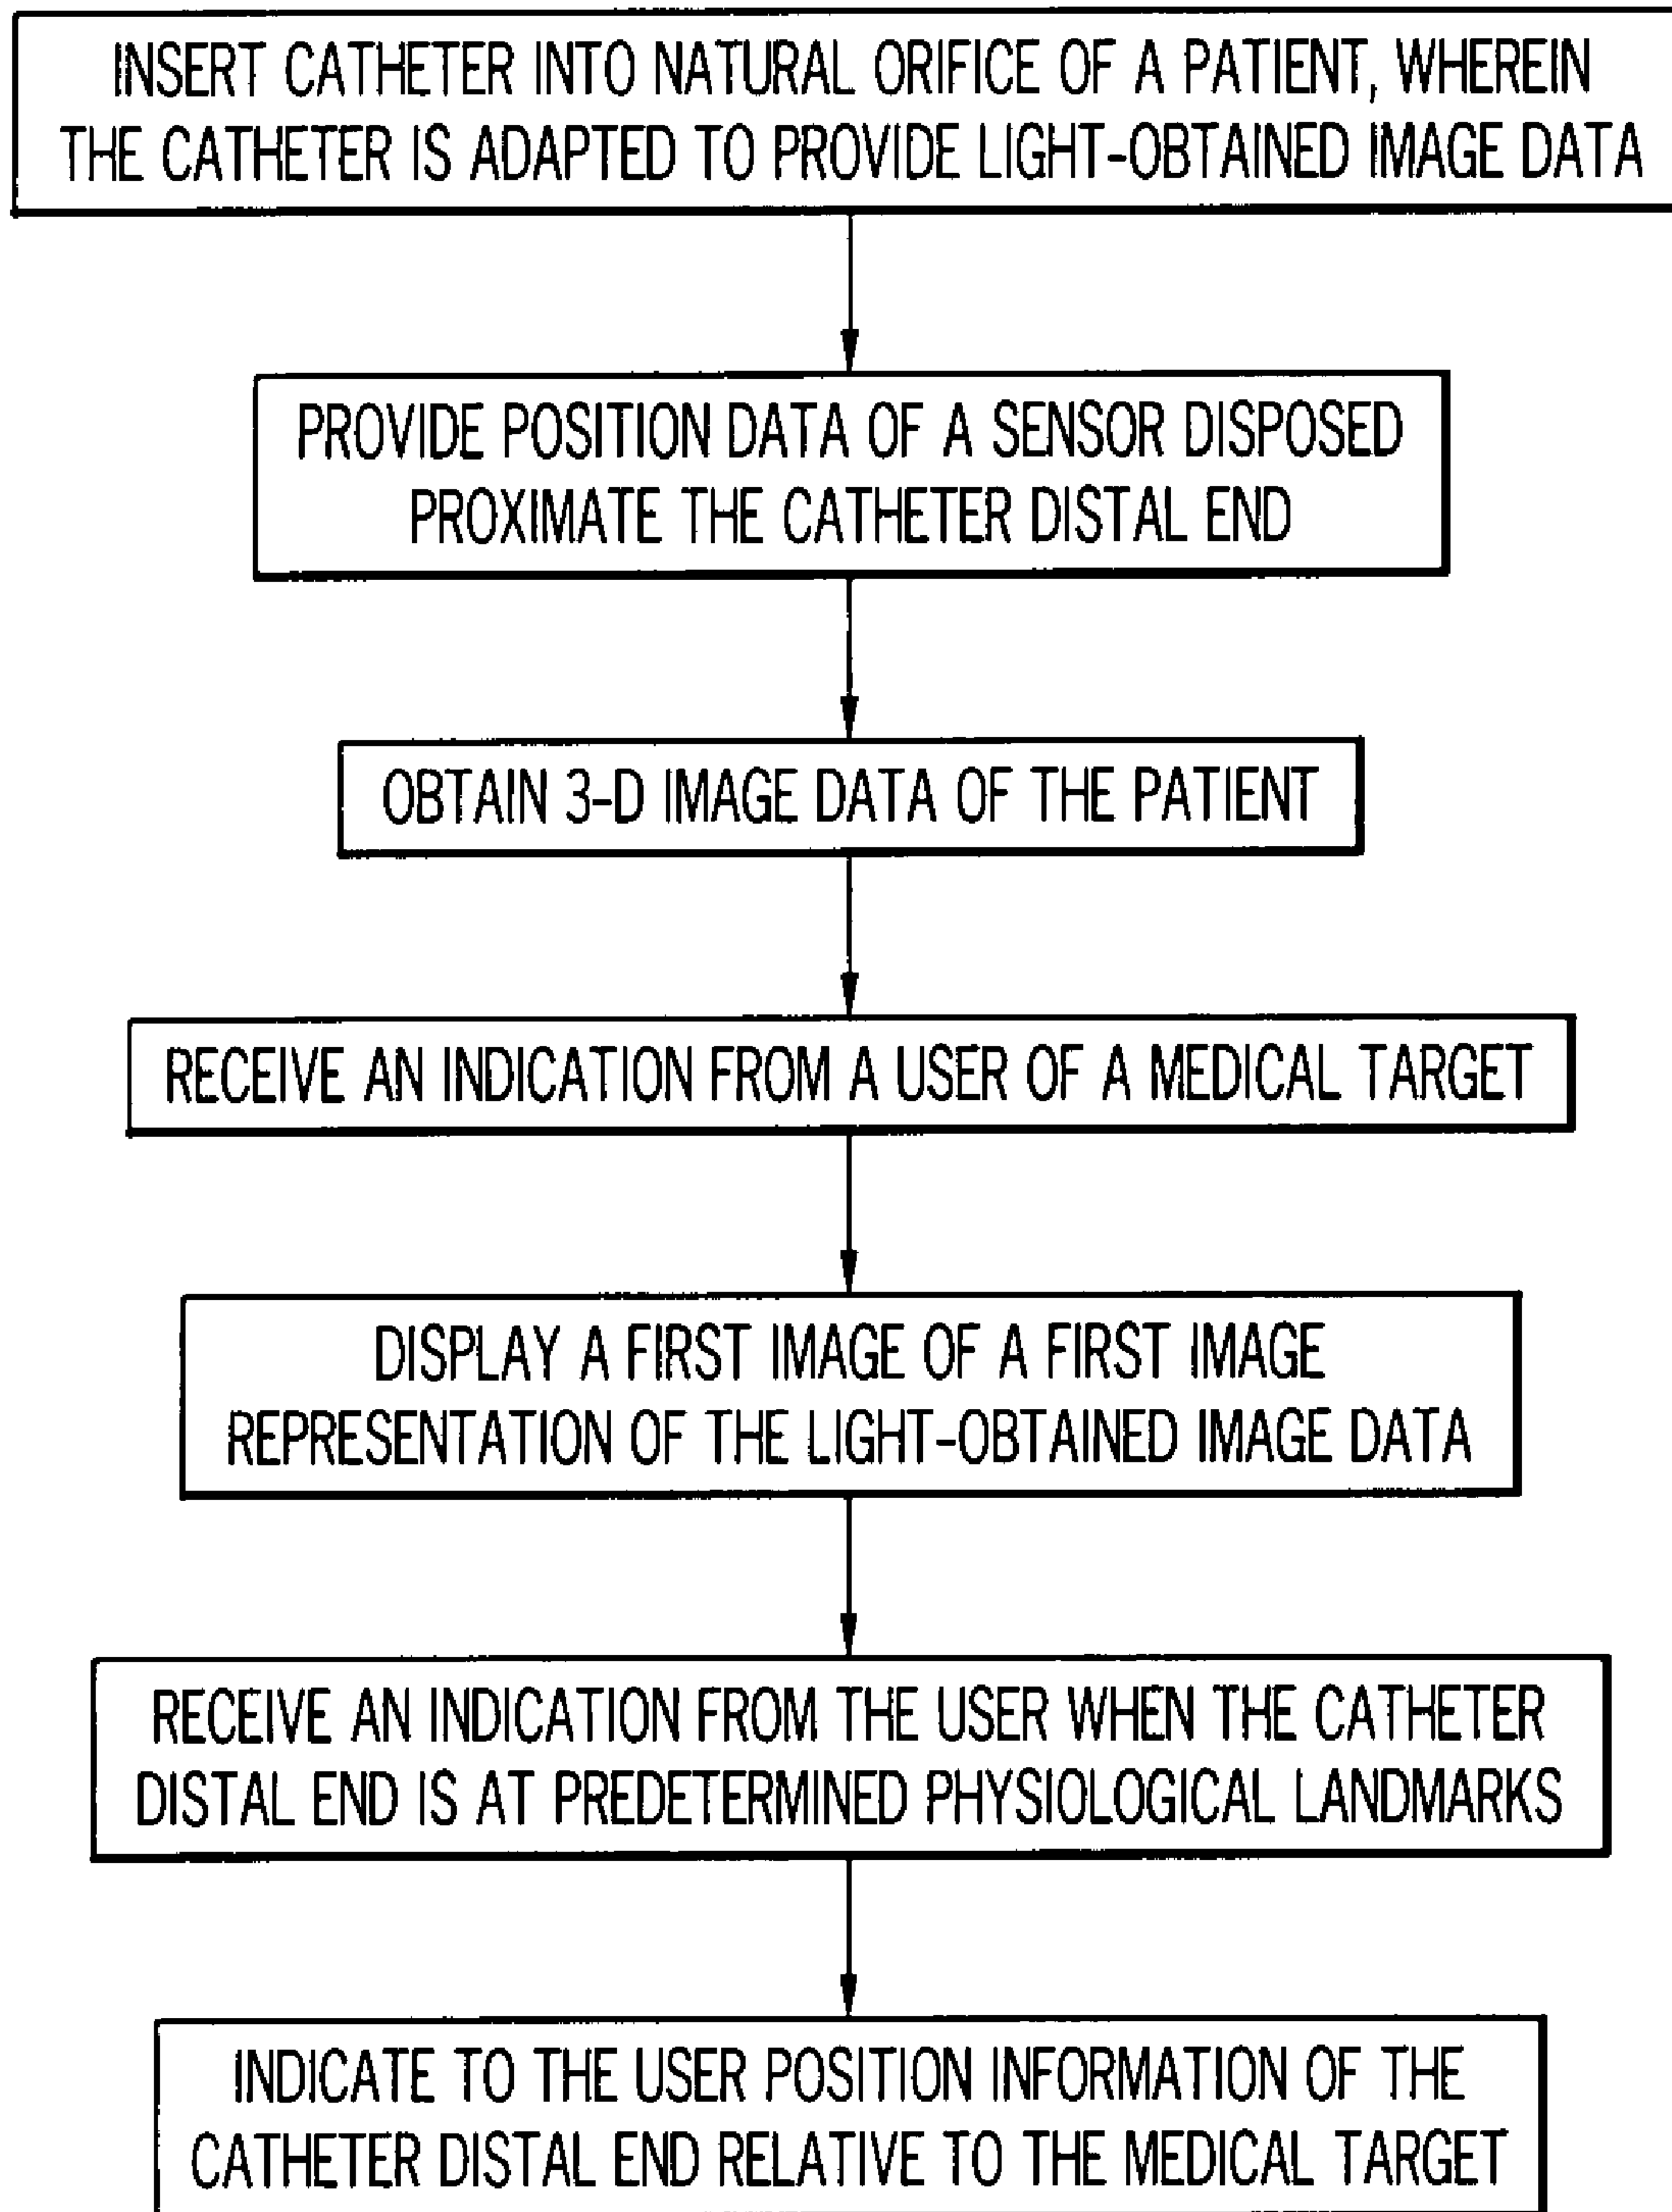 INSERT CATHETER INTO NATURAL ORIFICE OF A PATIENT, WHEREIN
THE CATHETER IS ADAPTED TO PROVIDE LIGHT-OBTAINED IMAGE DATA
PROVIDE POSITION DATA OF A SENSOR DISPOSED
PROXIMATE THE CATHETER DISTAL END
OBTAIN 3-D IMAGE DATA OF THE PATIENT
RECEIVE AN INDICATION FROM A USER OF A MEDICAL TARGET
DISPLAY A FIRST IMAGE OF A FIRST IMAGE
REPRESENTATION OF THE LIGHT-OBTAINED IMAGE DATA
RECEIVE AN INDICATION FROM THE USER WHEN THE CATHETER
DISTAL END IS AT PREDETERMINED PHYSIOLOGICAL LANDMARKS
INDICATE TO THE USER POSITION INFORMATION OF THE
CATHETER DISTAL END RELATIVE TO THE MEDICAL TARGET